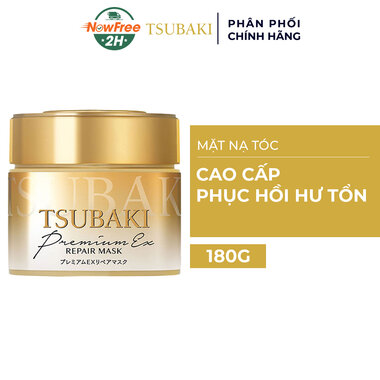 NowFree
2H
TSUBAKI
PHÂN PHỐI
CHÍNH HÃNG
MẶT NẠ TÓC
CAO CẤP
PHỤC HỒI HƯ TỔN
180G
TSUBAKI
TSUBAKI
Premium Ex
REPAIR MASK
プレミアムEXリペアマスク